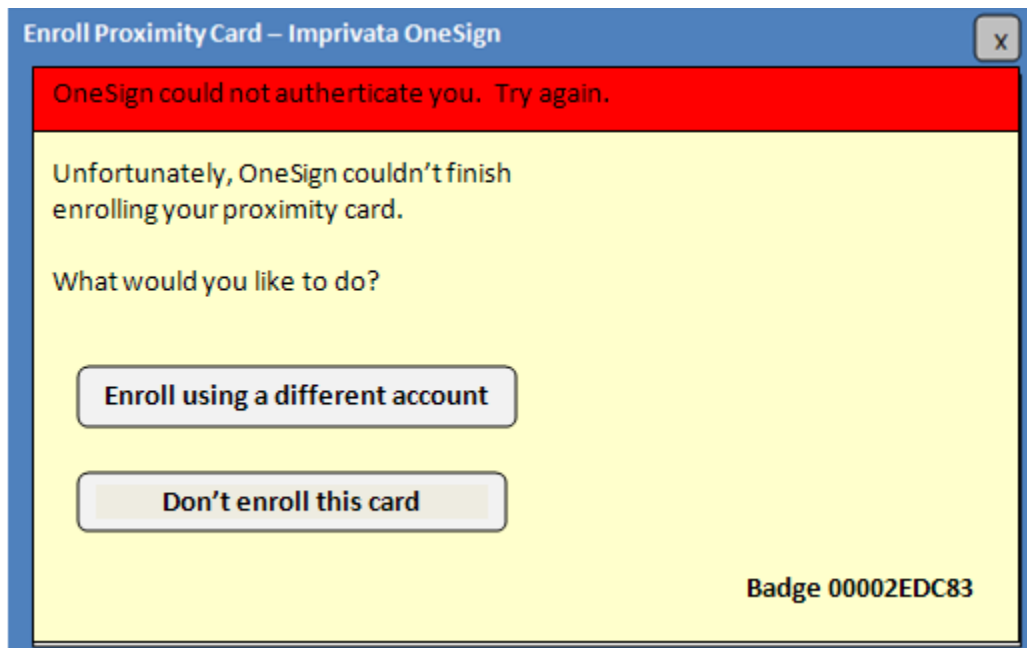 Enroll Proximity Card – Imprivata OneSign
x
OneSign could not autherticate you. Try again.
Unfortunately, OneSign couldn't finish
enrolling your proximity card.
What would you like to do?
Enroll using a different account
Don't enroll this card
Badge 00002EDC83